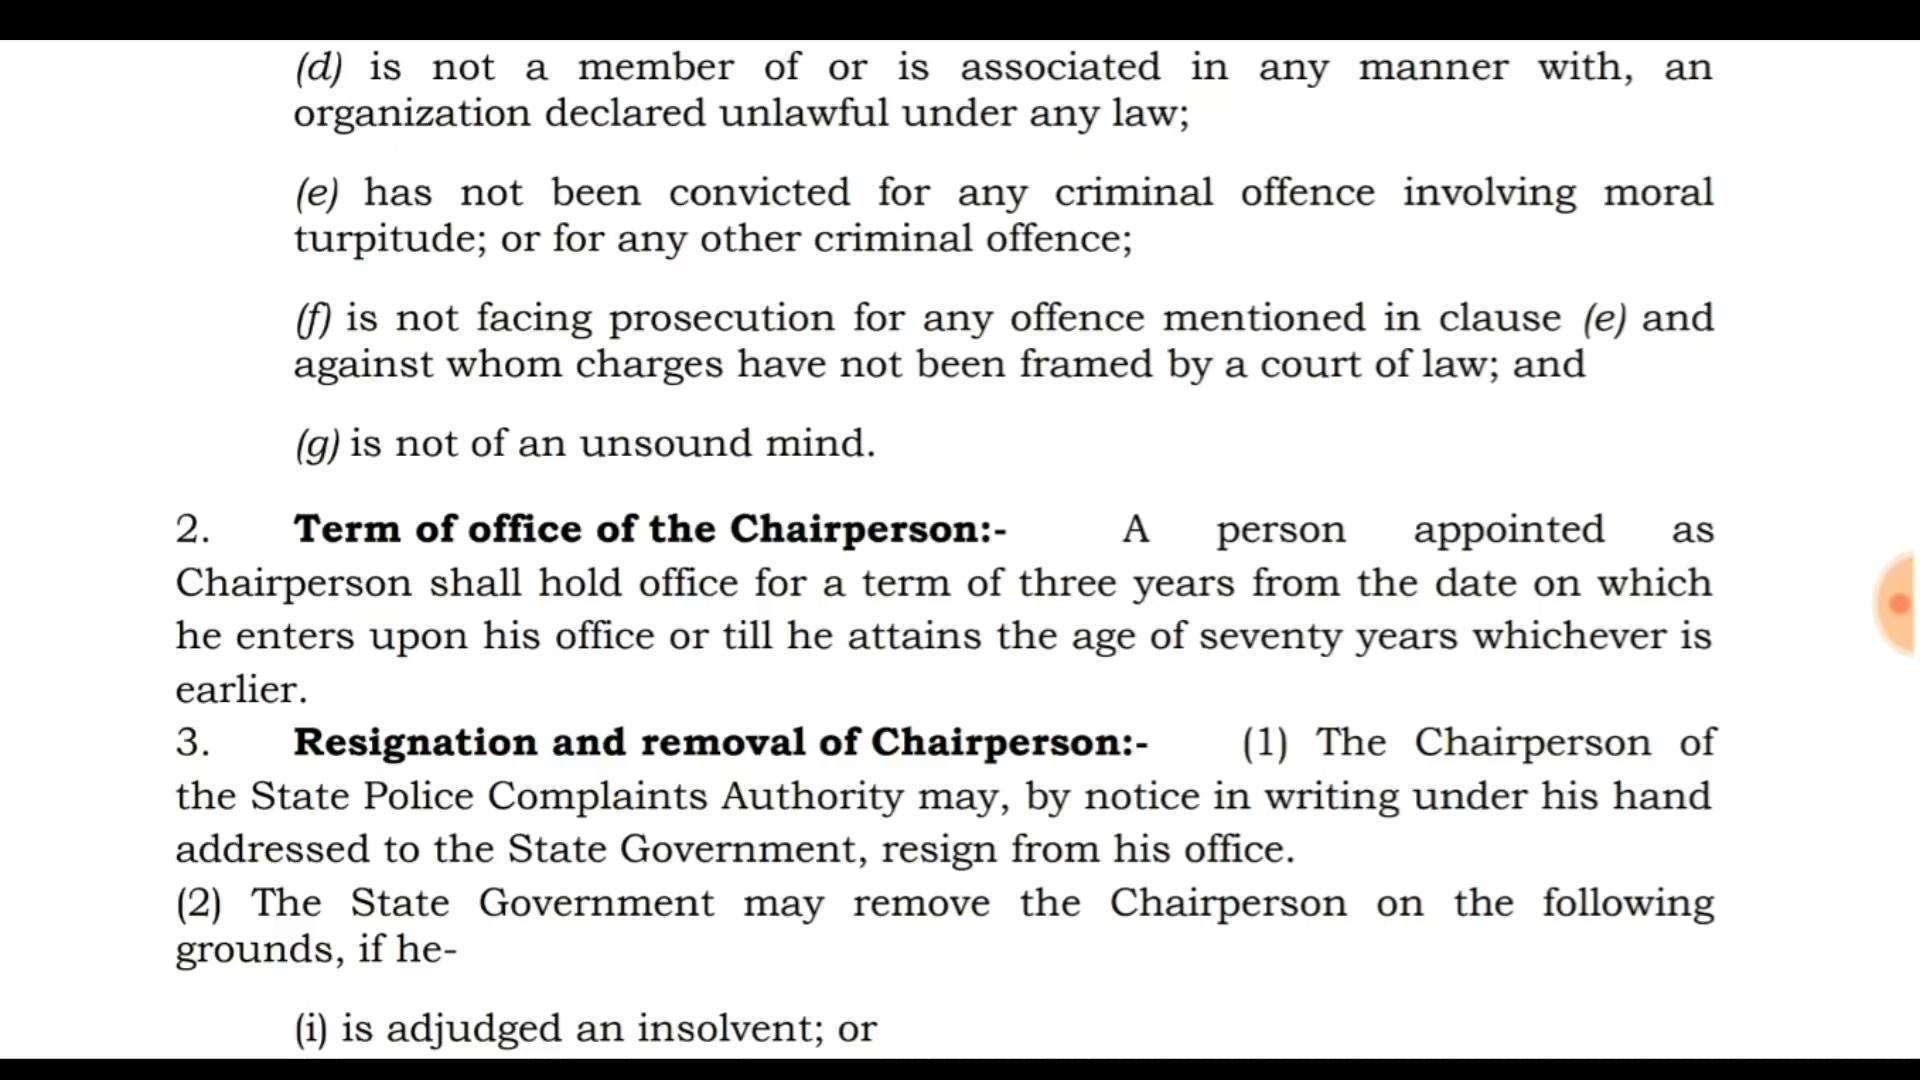 (d) is not a member of or is associated in any manner with, an
organization declared unlawful under any law;
(e) has not been convicted for any criminal offence involving moral
turpitude; or for any other criminal offence;
(f) is not facing prosecution for any offence mentioned in clause (e) and
against whom charges have not been framed by a court of law; and
(g) is not of an unsound mind.
2. Term of office of the Chairperson:- A person appointed as
Chairperson shall hold office for a term of three years from the date on which
he enters upon his office or till he attains the age of seventy years whichever is
earlier.
3. Resignation and removal of Chairperson:- (1) The Chairperson of
the State Police Complaints Authority may, by notice in writing under his hand
addressed to the State Government, resign from his office.
(2) The State Government may remove the Chairperson on the following
grounds, if he-
(i) is adjudged an insolvent; or